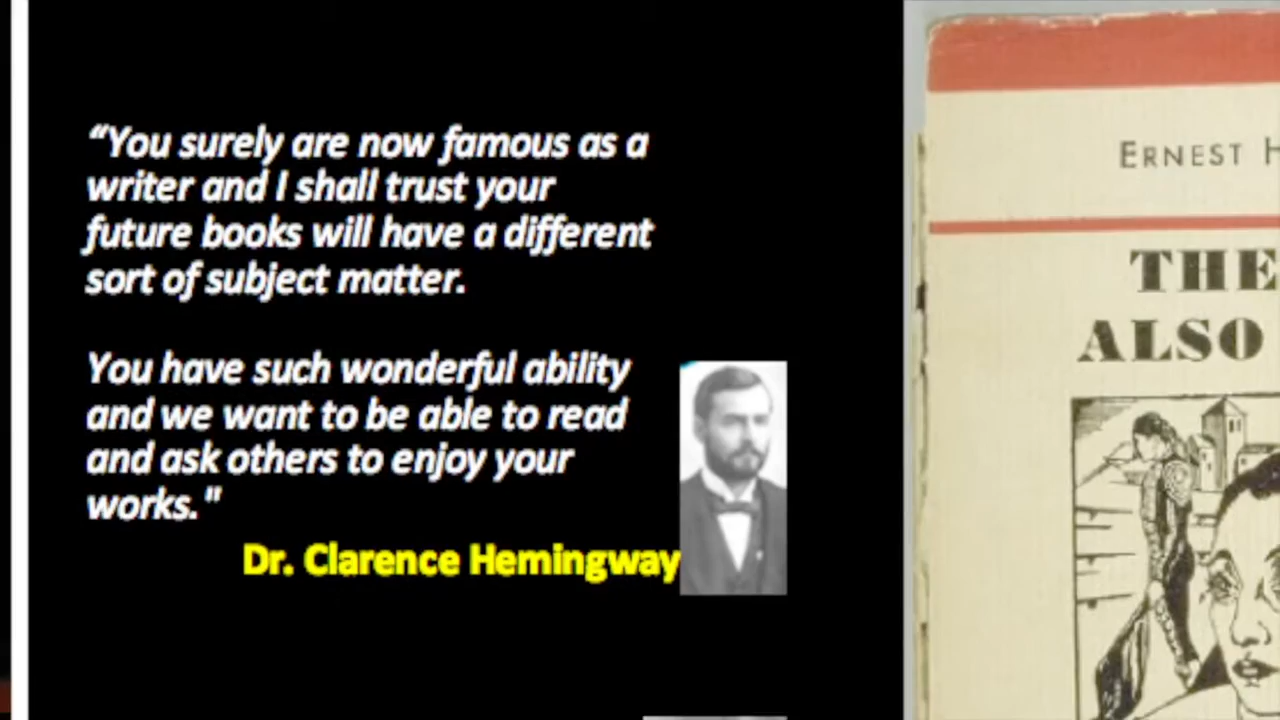 “You surely are now famous as a
writer and I shall trust your
future books will have a different
sort of subject matter.
You have such wonderful ability
and we want to be able to read
and ask others to enjoy your
works."
Dr. Clarence Hemingway
ERNEST
THE
ALSO